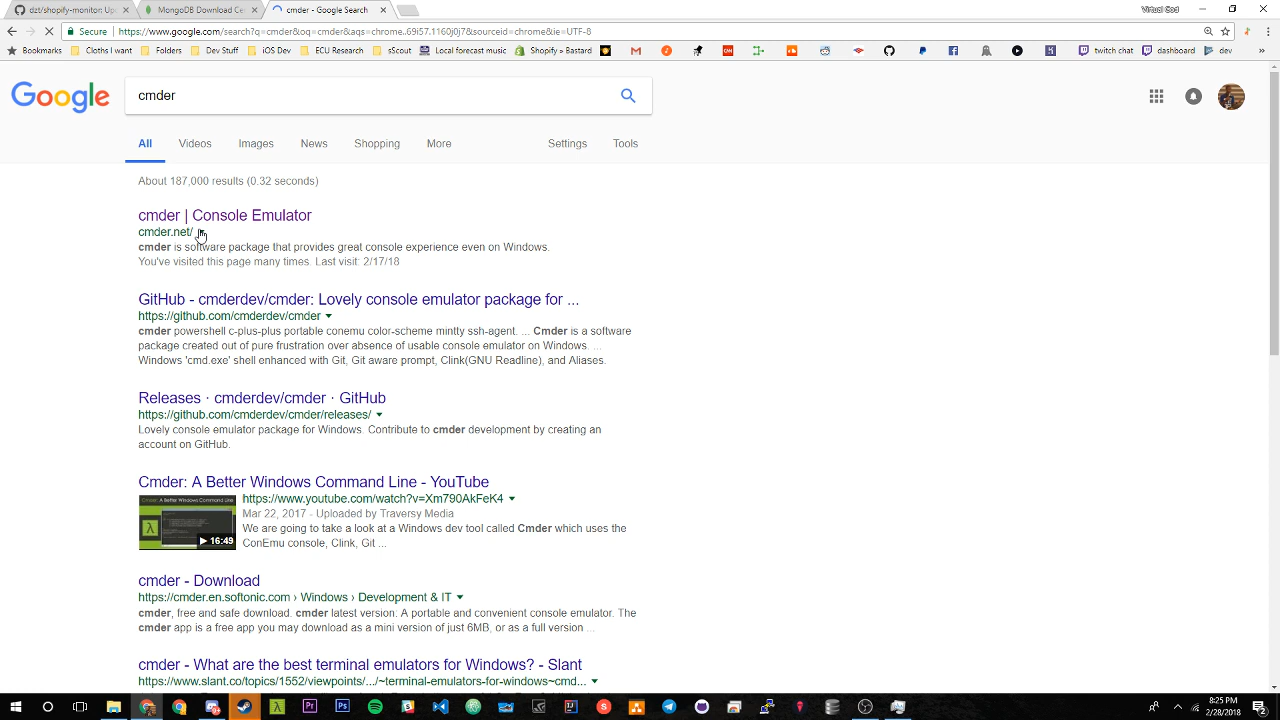 dzt/shopify-monitor: Up
MongoDB Download Ce
cmder - Google Search
Virtual God
Secure
https://www.google.com/search?q=cmder&oq=cmder&aqs=chrome..69i57.1160j0j7&sourceid=chrome&ie=UTF-8
Bookmarks
Cloths I want
Folders
Dev Stuff
iOS Dev
ECU Research
sScout
Local foorcast music
Shopify > Bastard
twitch chat
dashboard
Google
cmder
All
Videos
Images
News
Shopping
More
Settings
Tools
About 187,000 results (0.32 seconds)
cmder | Console Emulator
cmder.net/
cmder is software package that provides great console experience even on Windows.
You've visited this page many times. Last visit: 2/17/18
GitHub - cmderdev/cmder: Lovely console emulator package for ...
https://github.com/cmderdev/cmder
cmder powershell c-plus-plus portable conemu color-scheme mintty ssh-agent. ... Cmder is a software
package created out of pure frustration over absence of usable console emulator on Windows. ...
Windows 'cmd.exe' shell enhanced with Git, Git aware prompt, Clink(GNU Readline), and Aliases.
Releases · cmderdev/cmder · GitHub
https://github.com/cmderdev/cmder/releases/
Lovely console emulator package for Windows. Contribute to cmder development by creating an
account on GitHub.
Cmder: A Better Windows Command Line - YouTube
https://www.youtube.com/watch?v=Xm790AkFeK4
Mar 22, 2017 - Uploaded by Traversy Media
We are going to take a look at a Windows dev tool called Cmder which uses the
ConEmu console, Clink, Git ...
Cmder: A Better Windows Command Line
16:49
cmder - Download
https://cmder.en.softonic.com › Windows › Development & IT
cmder, free and safe download. cmder latest version: A portable and convenient console emulator. The
cmder app is a free app you may download as a mini version of just 6MB, or as a full version ...
cmder - What are the best terminal emulators for Windows? - Slant
https://www.slant.co/topics/1552/viewpoints/.../~terminal-emulators-for-windows~cmd...
8:25 PM
2/28/2018